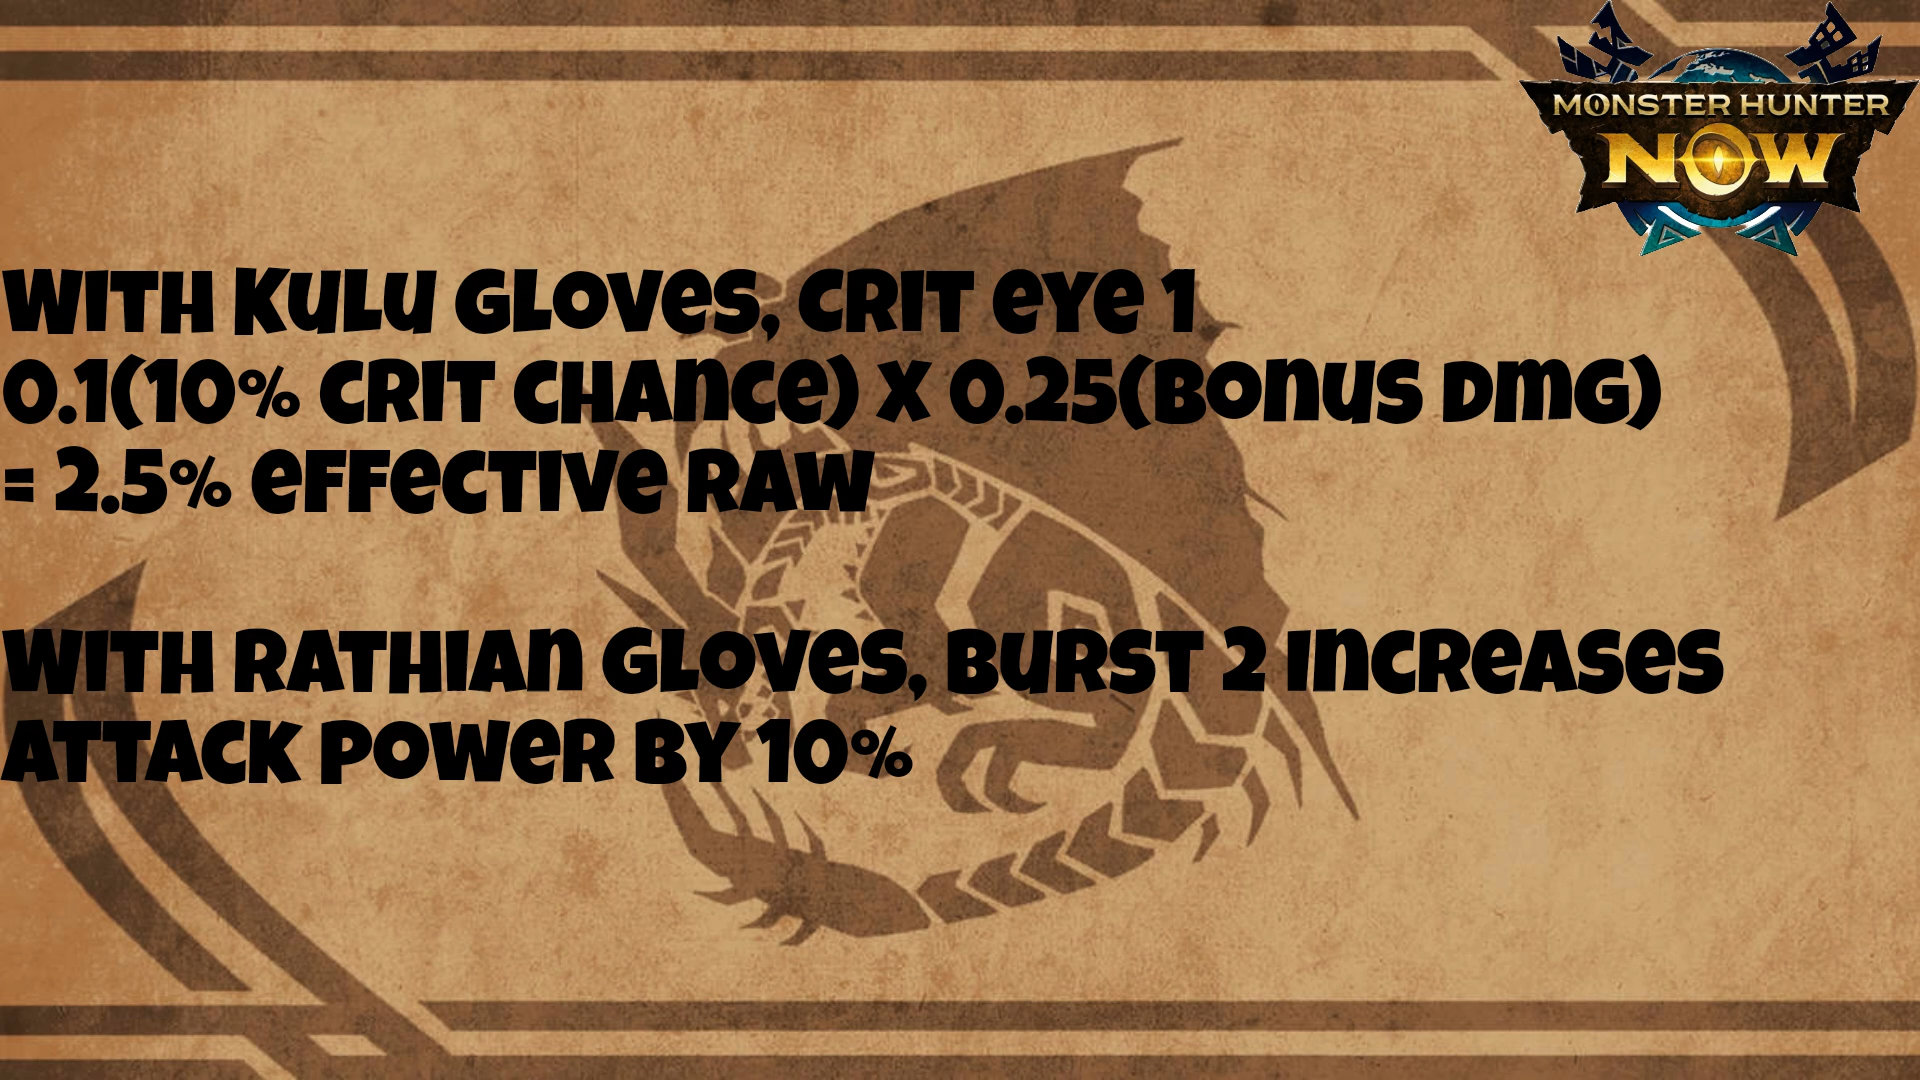 MONSTER HUNTER
NOW
WITH KULU GLOVES, CRIT EYE 1
0.1(10% CRIT CHANCE) X 0.25(BONUS DMG)
= 2.5% EFFECTIVE RAW
WITH RATHIAN GLOVES, BURST 2 INCREASES
ATTACK POWER BY 10%